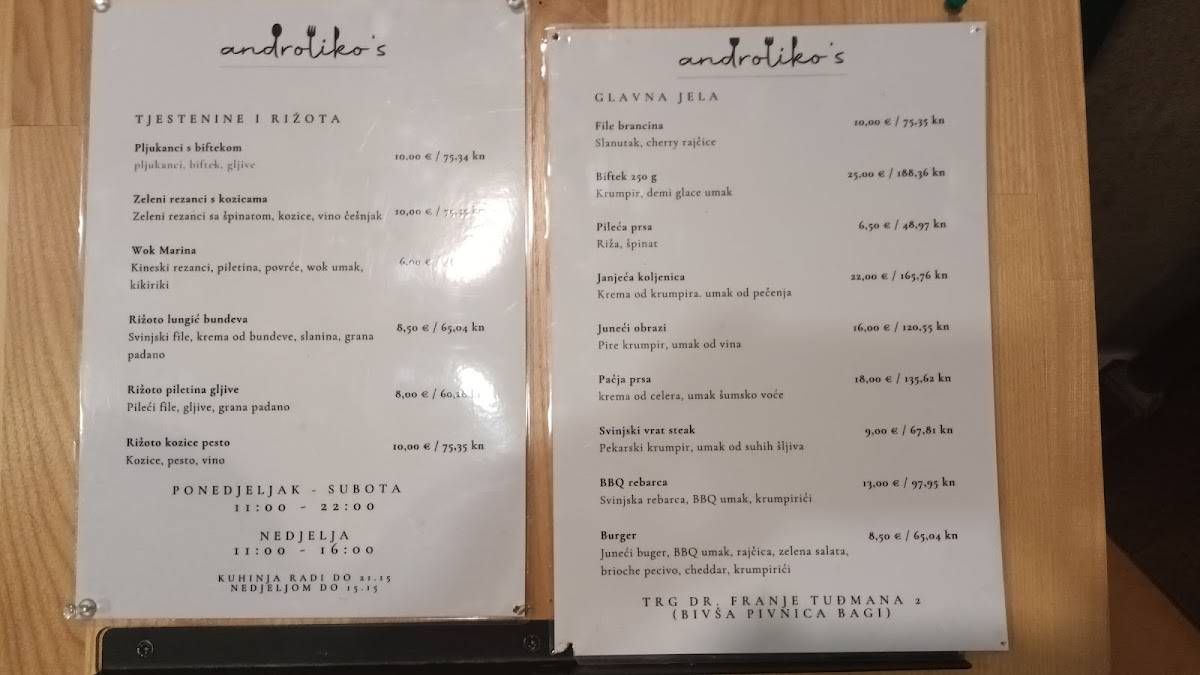 androliko's
TJESTENINE I RIŽOTA
Pljukanci s biftekom
pljukanci, biftek, gljive
10,00 € / 75,34 kn
Zeleni rezanci s kozicama
Zeleni rezanci sa špinatom, kozice, vino češnjak
10,00 € / 75,35 kn
Wok Marina
Kineski rezanci, piletina, povrće, wok umak,
kikiriki
€ /
Rižoto lungić bundeva
Svinjski file, krema od bundeve, slanina, grana
padano
8,50 € / 65,04 kn
Rižoto piletina gljive
Pileći file, gljive, grana padano
8,00 € /
Rižoto kozice pesto
Kozice, pesto, vino
10,00 € / 75,35 kn
PONEDJELJAK - SUBOTA
11:00 - 22:00
NEDJELJA
11:00 - 16:00
KUHINJA RADI DO 21.15
NEDJELJOM DO 15.15
androliko's
GLAVNA JELA
File brancina
Slanutak, cherry rajčice
10,00 € / 75,35 kn
Biftek 250 g
Krumpir, demi glace umak
25,00 € / 188,36 kn
Pileća prsa
Riža, špinat
6,50 € / 48,97 kn
Janjeća koljenica
Krema od krumpira. umak od pečenja
22,00 € / 165,76 kn
Juneći obrazi
Pire krumpir, umak od vina
16,00 € / 120,55 kn
Pačja prsa
krema od celera, umak šumsko voće
18,00 € / 135,62 kn
Svinjski vrat steak
Pekarski krumpir, umak od suhih šljiva
9,00 € / 67,81 kn
BBQ rebarca
Svinjska rebarca, BBQ umak, krumpirići
13,00 € / 97,95 kn
Burger
Juneći buger, BBQ umak, rajčica, zelena salata,
brioche pecivo, cheddar, krumpirići
8,50 € / 65,04 kn
TRG DR. FRANJE TUĐMANA 2
(BIVŠA PIVNICA BAGI)